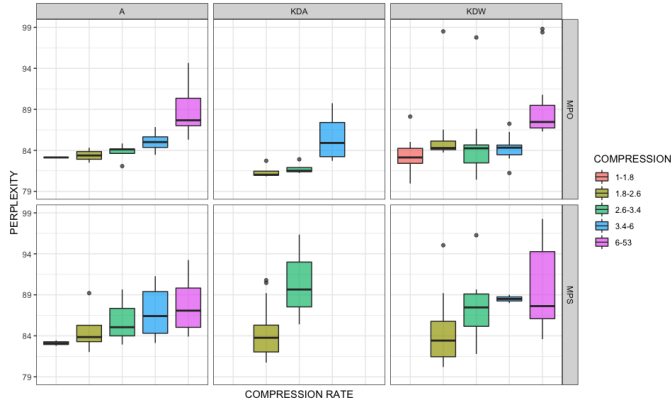 A
KDA
KDW
99
94
89
84
79
MPO
PERPLEXITY
99
94
89
84
79
MPS
COMPRESSION RATE
COMPRESSION
1-1.8
1.8-2.6
2.6-3.4
3.4-6
6-53